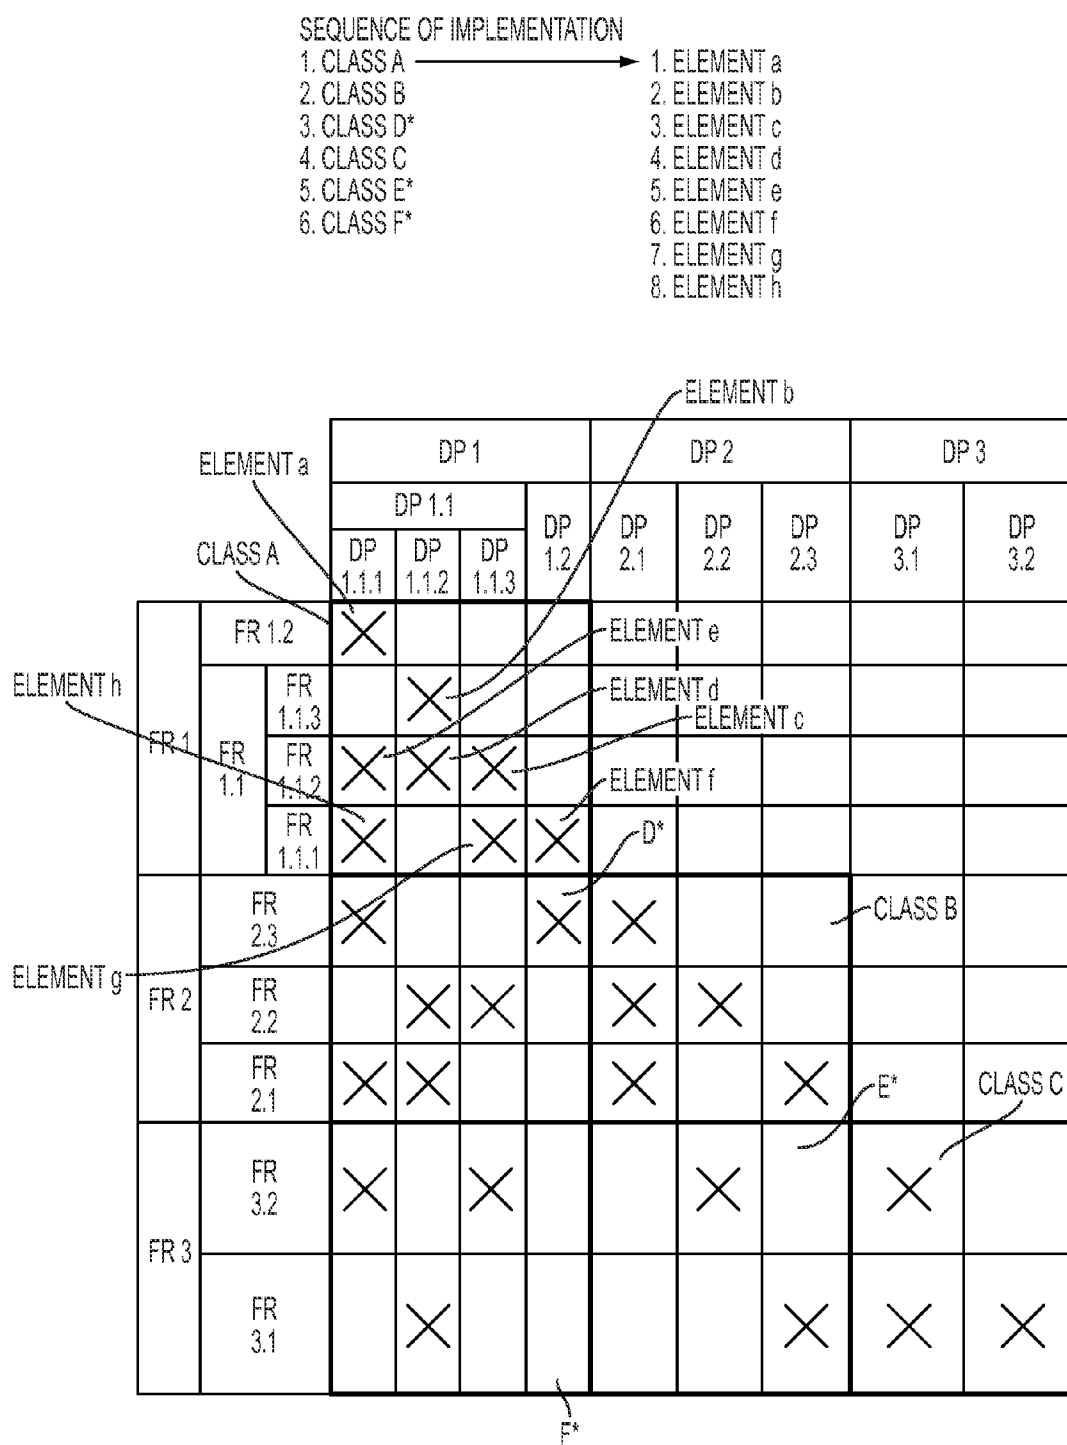 SEQUENCE OF IMPLEMENTATION
1. CLASS A
2. CLASS B
3. CLASS D*
4. CLASS C
5. CLASS E*
6. CLASS F*
1. ELEMENT a
2. ELEMENT b
3. ELEMENT c
4. ELEMENT d
5. ELEMENT e
6. ELEMENT f
7. ELEMENT g
8. ELEMENT h
ELEMENT b
ELEMENT a
DP 1
DP 2
DP 3
DP 1.1
CLASS A
DP
1.1.1
DP
1.1.2
DP
1.1.3
DP
1.2
DP
2.1
DP
2.2
DP
2.3
DP
3.1
DP
3.2
FR 1
FR 1.2
ELEMENT e
ELEMENT h
FR
1.1
FR
1.1.3
ELEMENT d
ELEMENT c
FR
1.1.2
ELEMENT f
FR
1.1.1
D*
FR 2
FR
2.3
CLASS B
ELEMENT g
FR
2.2
FR
2.1
E*
CLASS C
FR 3
FR
3.2
FR
3.1
F*